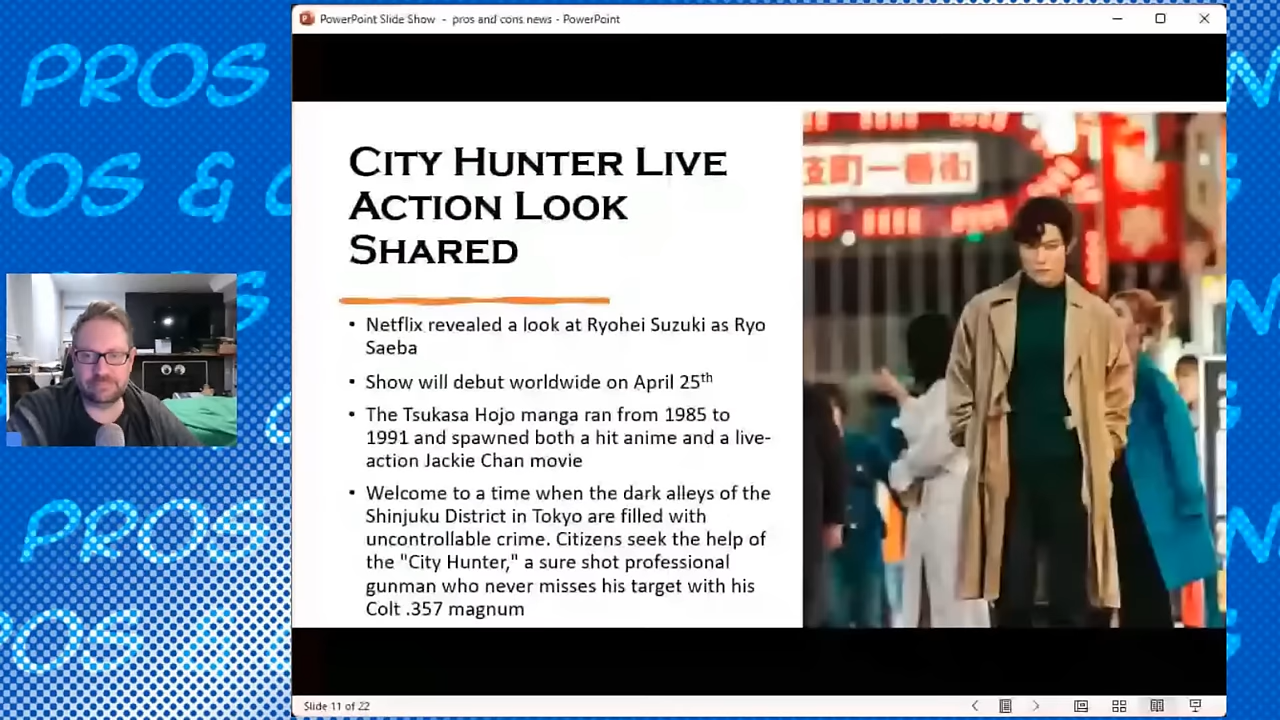 PowerPoint Slide Show - pros and cons news - PowerPoint
PROS
POS &
PROS
CITY HUNTER LIVE
ACTION LOOK
SHARED
町一番街
• Netflix revealed a look at Ryohei Suzuki as Ryo
Saeba
• Show will debut worldwide on April 25th
• The Tsukasa Hojo manga ran from 1985 to
1991 and spawned both a hit anime and a live-
action Jackie Chan movie
• Welcome to a time when the dark alleys of the
Shinjuku District in Tokyo are filled with
uncontrollable crime. Citizens seek the help of
the "City Hunter," a sure shot professional
gunman who never misses his target with his
Colt .357 magnum
Slide 11 of 22